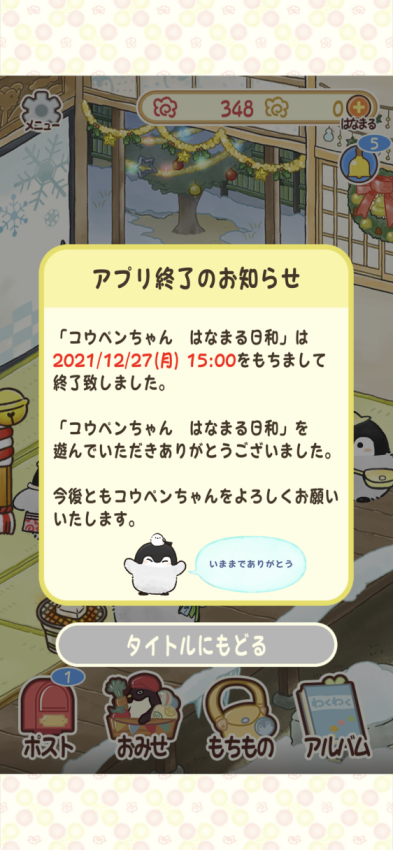 メニュー
348
0
はなまる
5
アプリ終了のお知らせ
「コウペンちゃん　はなまる日和」は
2021/12/27(月) 15:00をもちまして
終了致しました。
「コウペンちゃん　はなまる日和」を
遊んでいただきありがとうございました。
今後ともコウペンちゃんをよろしくお願い
いたします。
いままでありがとう
タイトルにもどる
1
わくわく
ポスト
おみせ
もちもの
アルバム